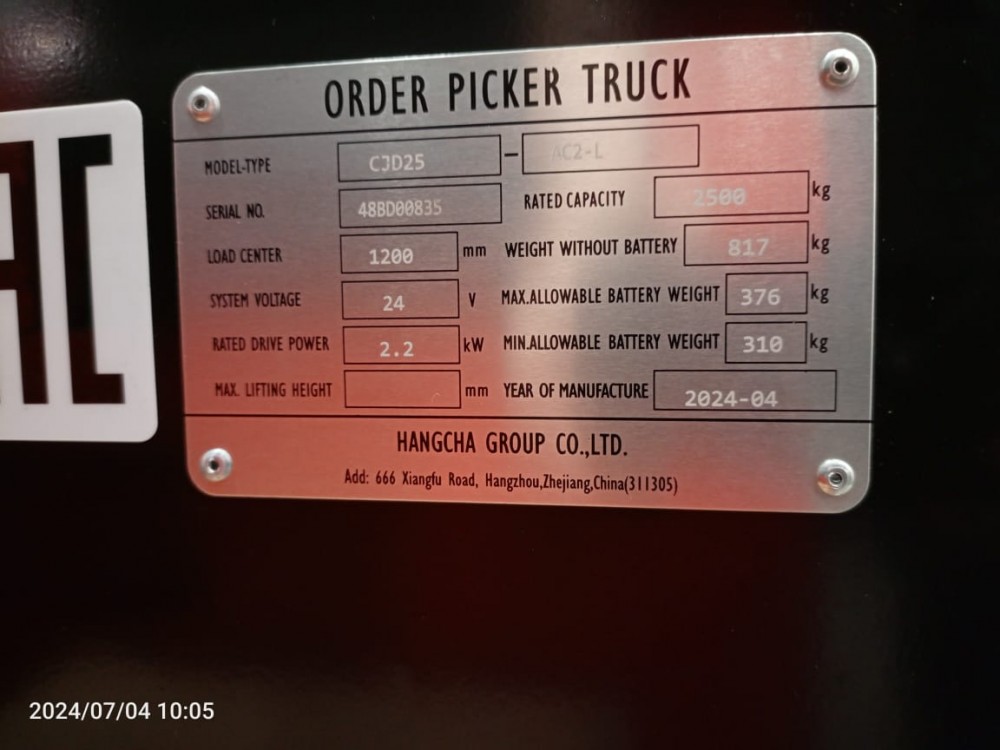 ORDER PICKER TRUCK
MODEL-TYPE CJD25 - AC2-L
SERIAL NO. 48BD00835 RATED CAPACITY 2500 kg
LOAD CENTER 1200 mm WEIGHT WITHOUT BATTERY 817 kg
SYSTEM VOLTAGE 24 V MAX.ALLOWABLE BATTERY WEIGHT 376 kg
RATED DRIVE POWER 2.2 kW MIN.ALLOWABLE BATTERY WEIGHT 310 kg
MAX. LIFTING HEIGHT mm YEAR OF MANUFACTURE 2024-04
HANGCHA GROUP CO.,LTD.
Add: 666 Xiangfu Road, Hangzhou,Zhejiang,China(311305)
2024/07/04 10:05